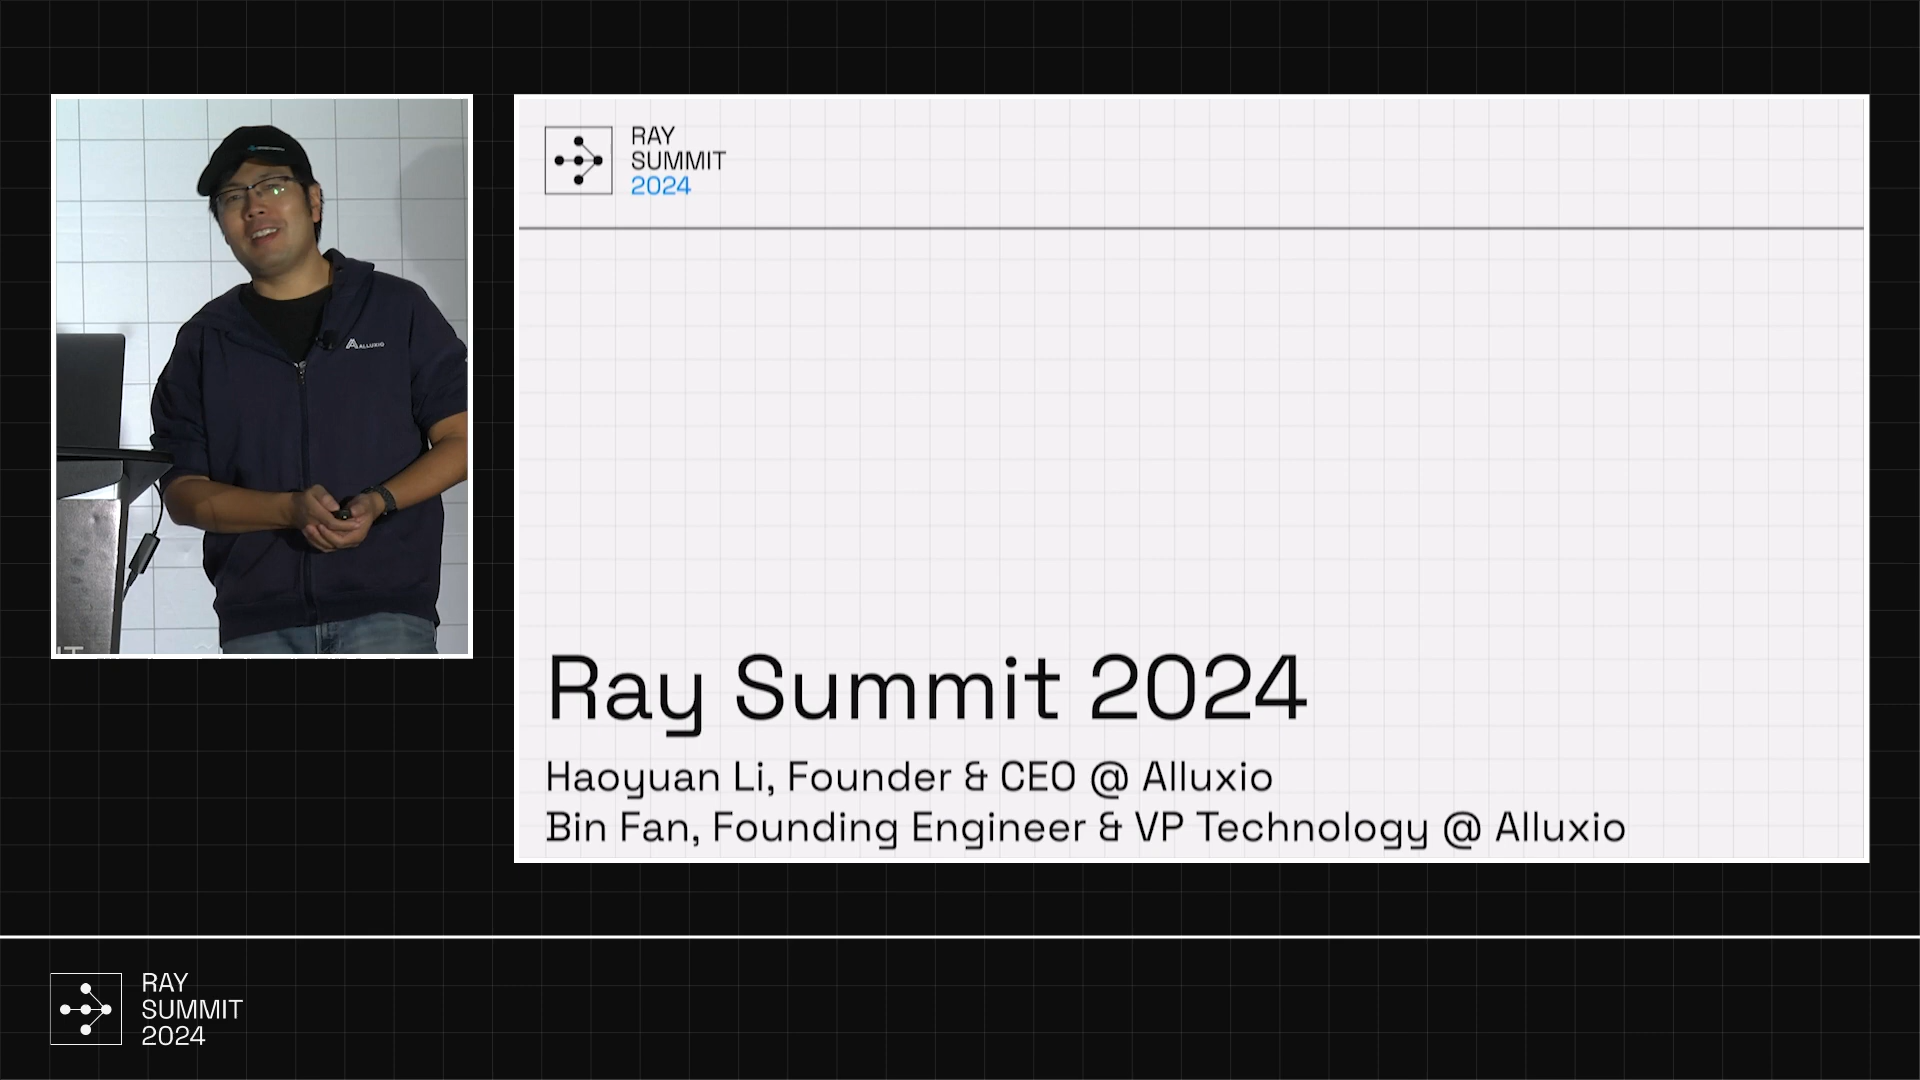 ALLUXIO
RAY
SUMMIT
2024
Ray Summit 2024
Haoyuan Li, Founder & CEO @ Alluxio
Bin Fan, Founding Engineer & VP Technology @ Alluxio
RAY
SUMMIT
2024